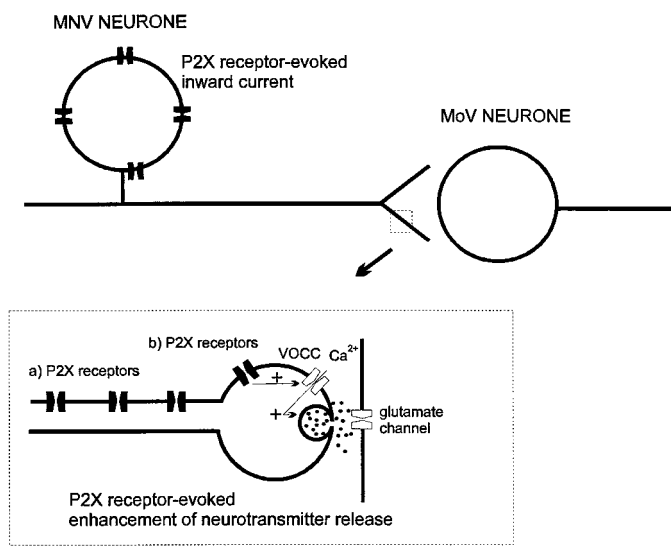 MNV NEURONE
P2X receptor-evoked
inward current
MoV NEURONE
b) P2X receptors
VOCC
Ca²⁺
a) P2X receptors
+
+
glutamate
channel
P2X receptor-evoked
enhancement of neurotransmitter release